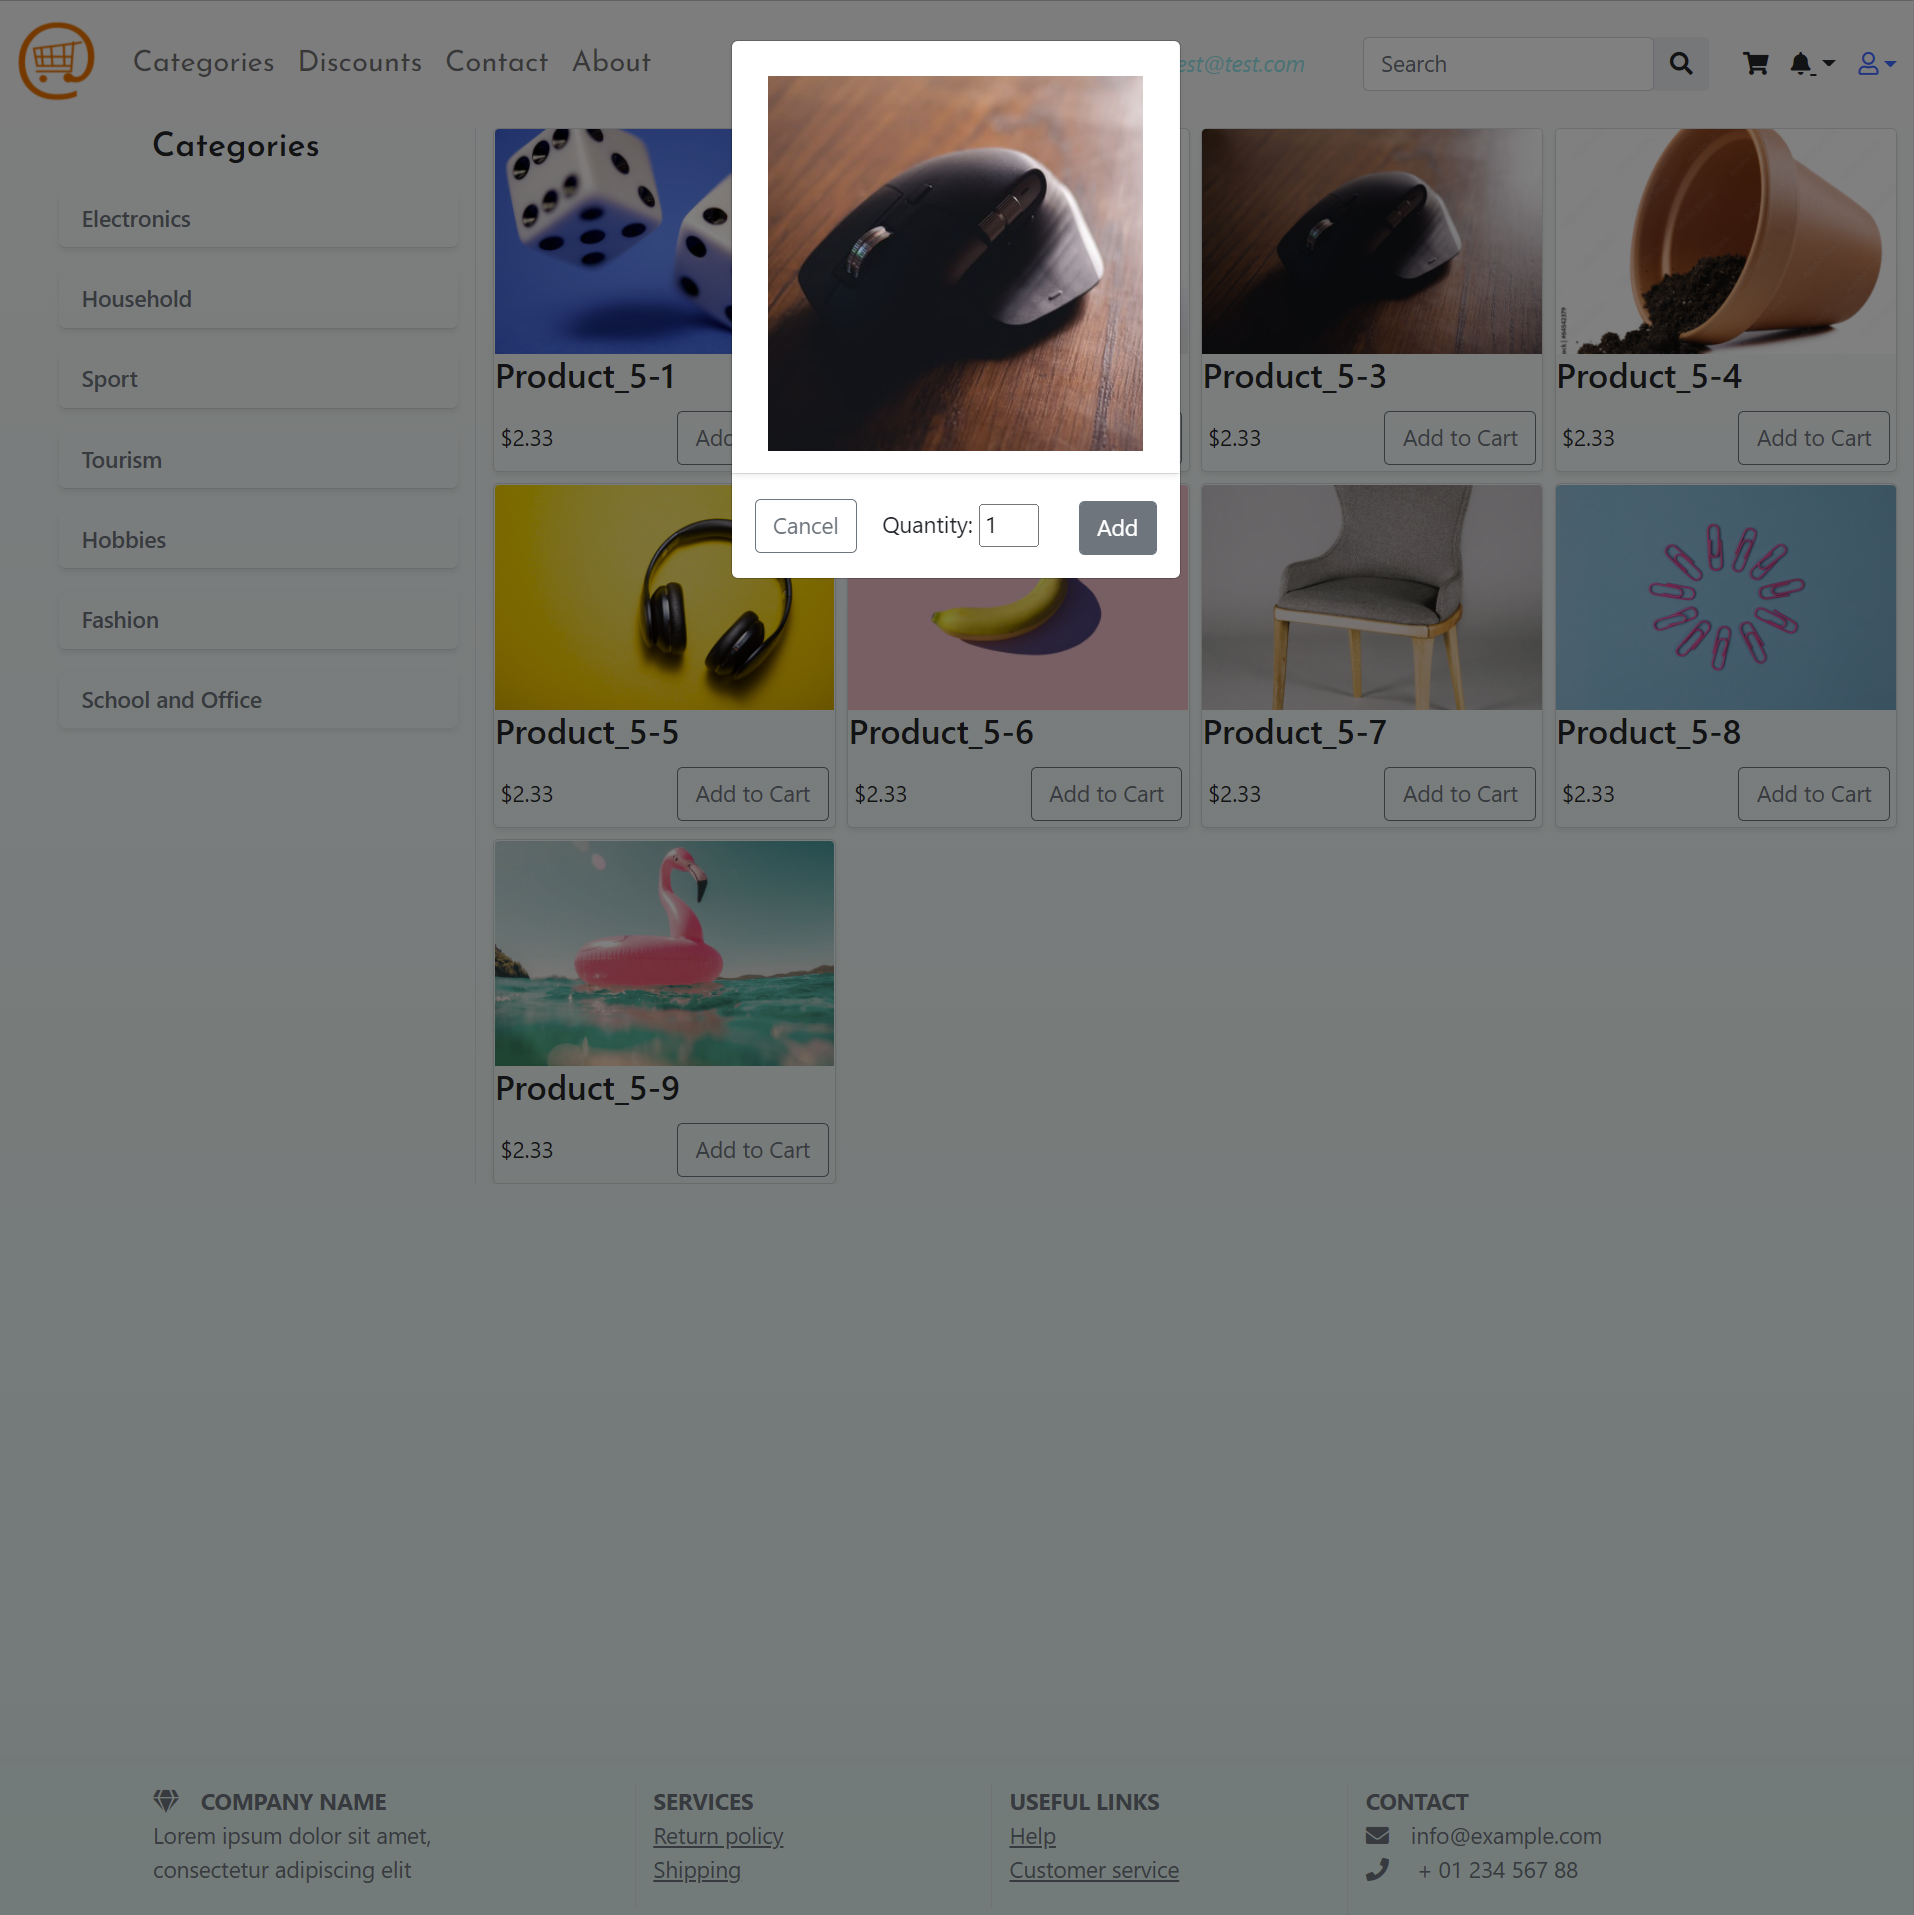 Categories Discounts Contact About
est@test.com
Search
Categories
Electronics
Household
Sport
Tourism
Hobbies
Fashion
School and Office
Product_5-1
$2.33
Add
Product_5-3
$2.33 Add to Cart
Product_5-4
$2.33 Add to Cart
Cancel Quantity: 1 Add
Product_5-5
$2.33 Add to Cart
Product_5-6
$2.33 Add to Cart
Product_5-7
$2.33 Add to Cart
Product_5-8
$2.33 Add to Cart
Product_5-9
$2.33 Add to Cart
COMPANY NAME
Lorem ipsum dolor sit amet,
consectetur adipiscing elit
SERVICES
Return policy
Shipping
USEFUL LINKS
Help
Customer service
CONTACT
info@example.com
+ 01 234 567 88